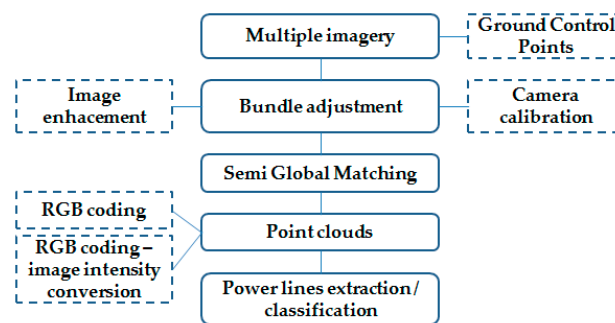 Multiple imagery
Ground Control
Points
Image
enhacement
Bundle adjustment
Camera
calibration
Semi Global Matching
RGB coding
Point clouds
RGB coding –
image intensity
conversion
Power lines extraction /
classification